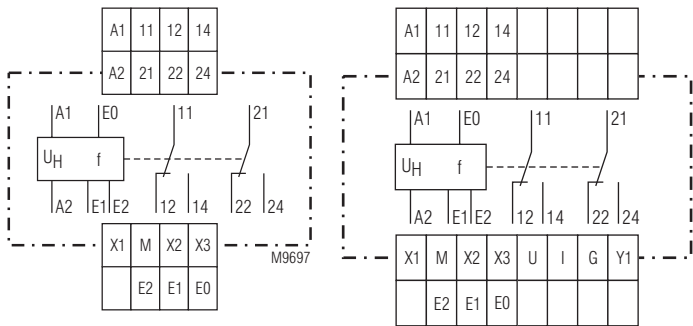 A1 11 12 14
A2 21 22 24
A1 E0 11 21
UH f
A2 E1 E2 12 14 22 24
X1 M X2 X3
E2 E1 E0
M9697
A1 11 12 14
A2 21 22 24
A1 E0 11 21
UH f
A2 E1 E2 12 14 22 24
X1 M X2 X3 U I G Y1
E2 E1 E0